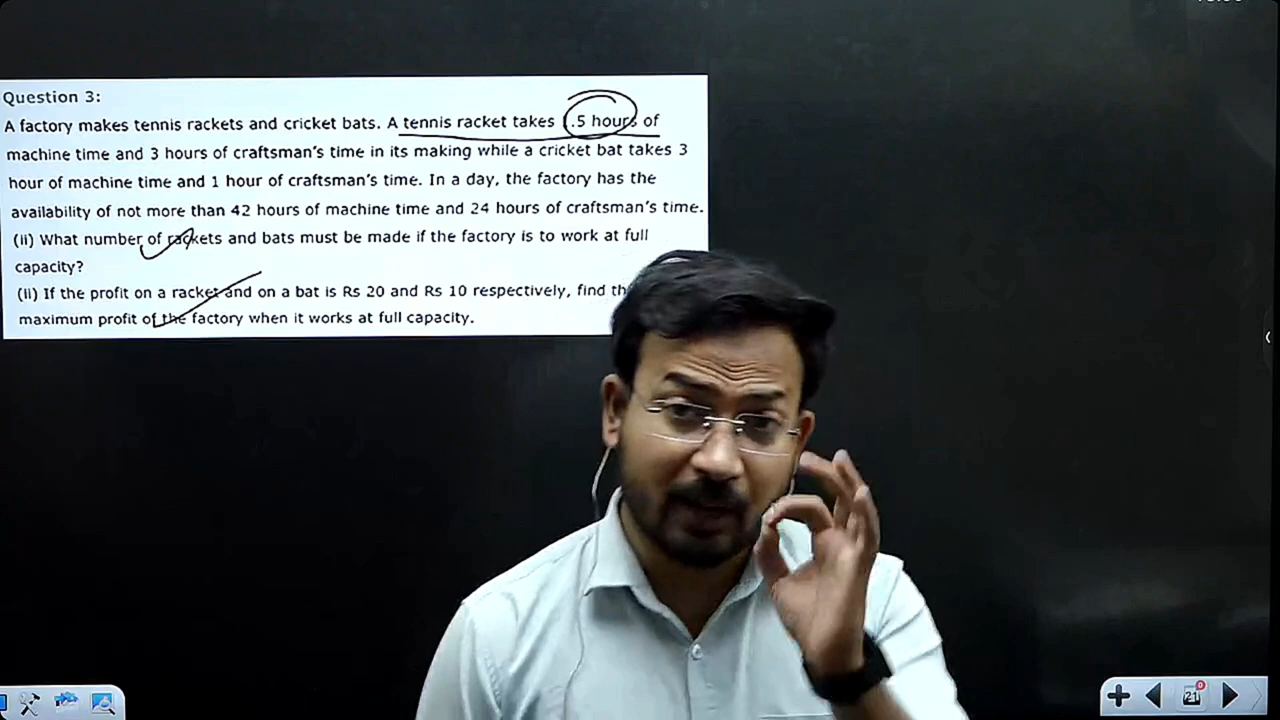 Question 3:
A factory makes tennis rackets and cricket bats. A tennis racket takes .5 hours of
machine time and 3 hours of craftsman's time in its making while a cricket bat takes 3
hour of machine time and 1 hour of craftsman's time. In a day, the factory has the
availability of not more than 42 hours of machine time and 24 hours of craftsman's time.
(ii) What number of rackets and bats must be made if the factory is to work at full
capacity?
(ii) If the profit on a racket and on a bat is Rs 20 and Rs 10 respectively, find
maximum profit of the factory when it works at full capacity.
21